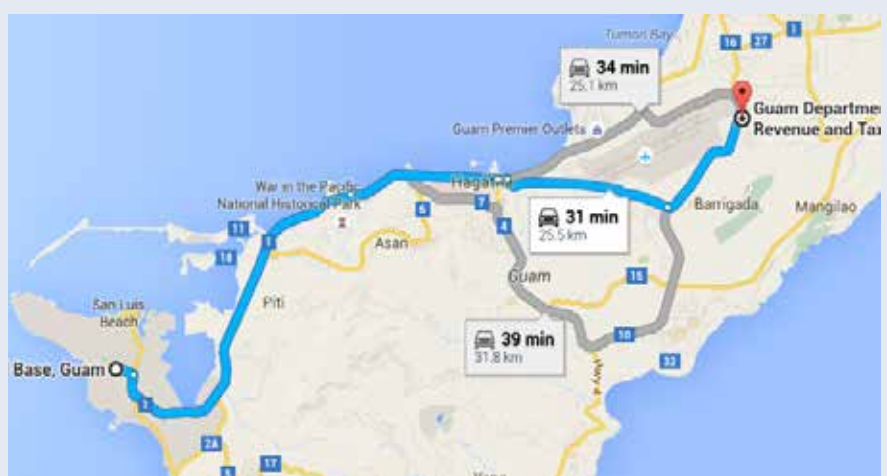 Tumon Bay
1
16
27
34 min
25.1 km
Guam Departme
Revenue and Tax
Guam Premier Outlets
War in the Pacific
National Historical Park
Hagåtña
Barrigada
Mangilao
6
7
4
31 min
25.5 km
11
1
18
Asan
Guam
15
Piti
San Luis
Beach
39 min
31.8 km
10
32
Base, Guam
Hwy 4
2A
5
17